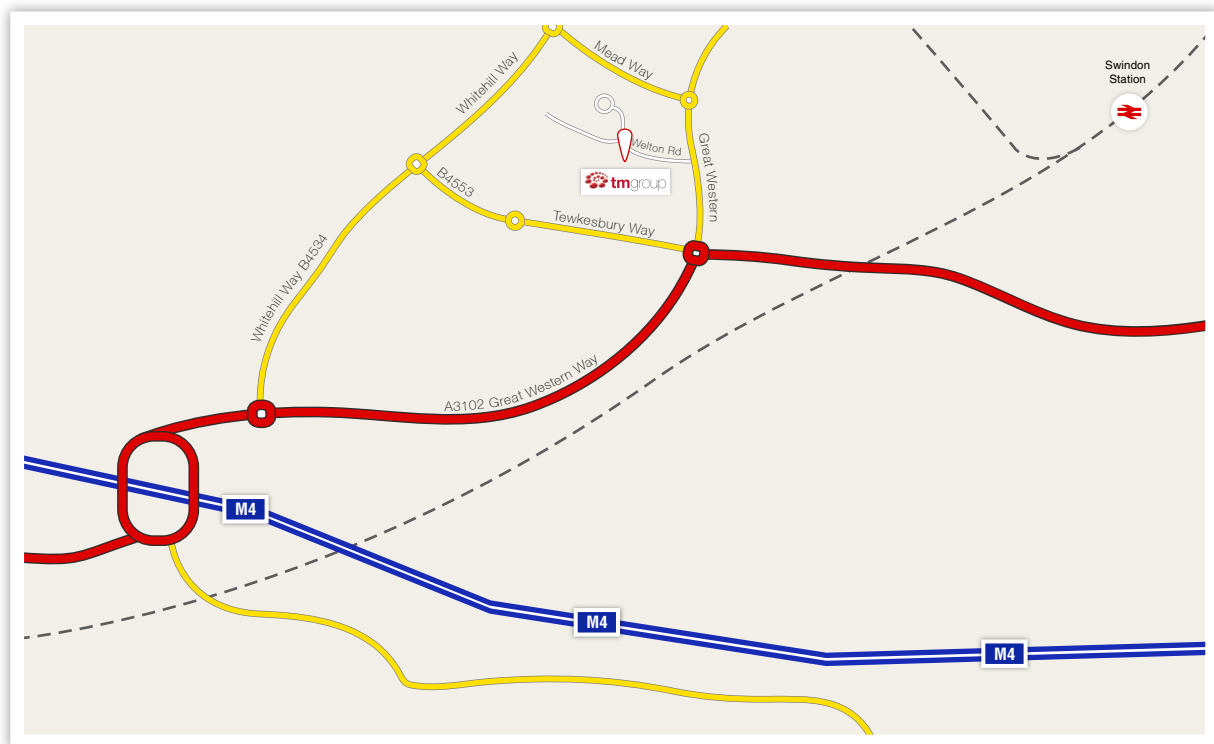 Swindon
Station
Mead Way
Whitehill Way
Welton Rd
Great Western
B4553
tmgroup
Tewkesbury Way
Whitehill Way B4534
A3102 Great Western Way
M4
M4
M4